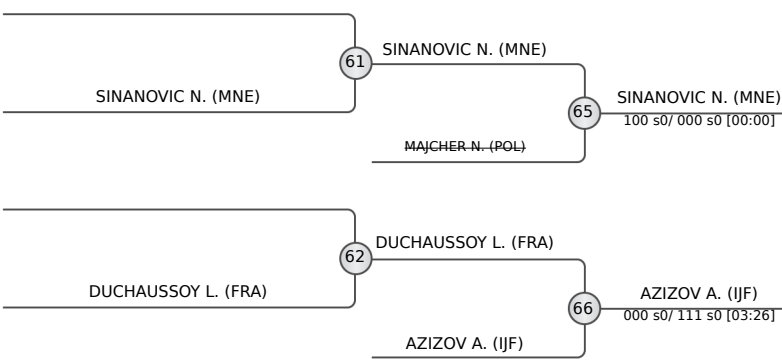 61
SINANOVIC N. (MNE)
SINANOVIC N. (MNE)
65
SINANOVIC N. (MNE)
100 s0/ 000 s0 [00:00]
MAJCHER N. (POL)
62
DUCHAUSSOY L. (FRA)
DUCHAUSSOY L. (FRA)
66
AZIZOV A. (IJF)
000 s0/ 111 s0 [03:26]
AZIZOV A. (IJF)